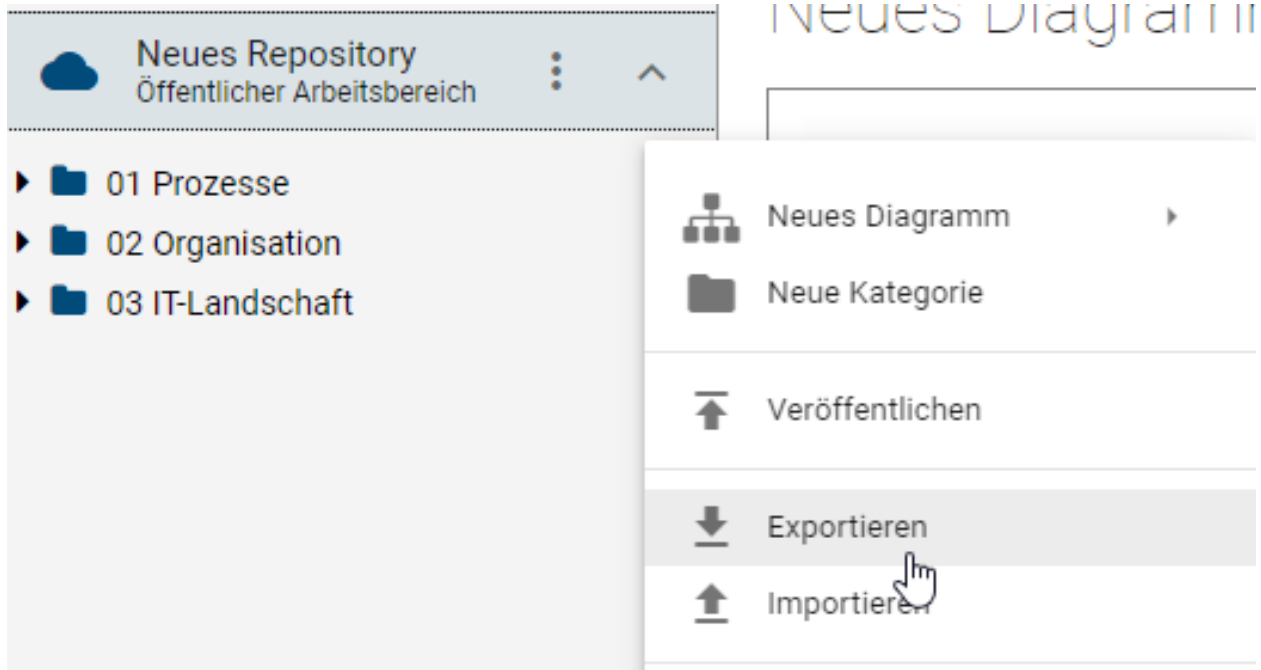 Neues Diagramm
Neues Repository
Öffentlicher Arbeitsbereich
01 Prozesse
02 Organisation
03 IT-Landschaft
Neues Diagramm
Neue Kategorie
Veröffentlichen
Exportieren
Importieren